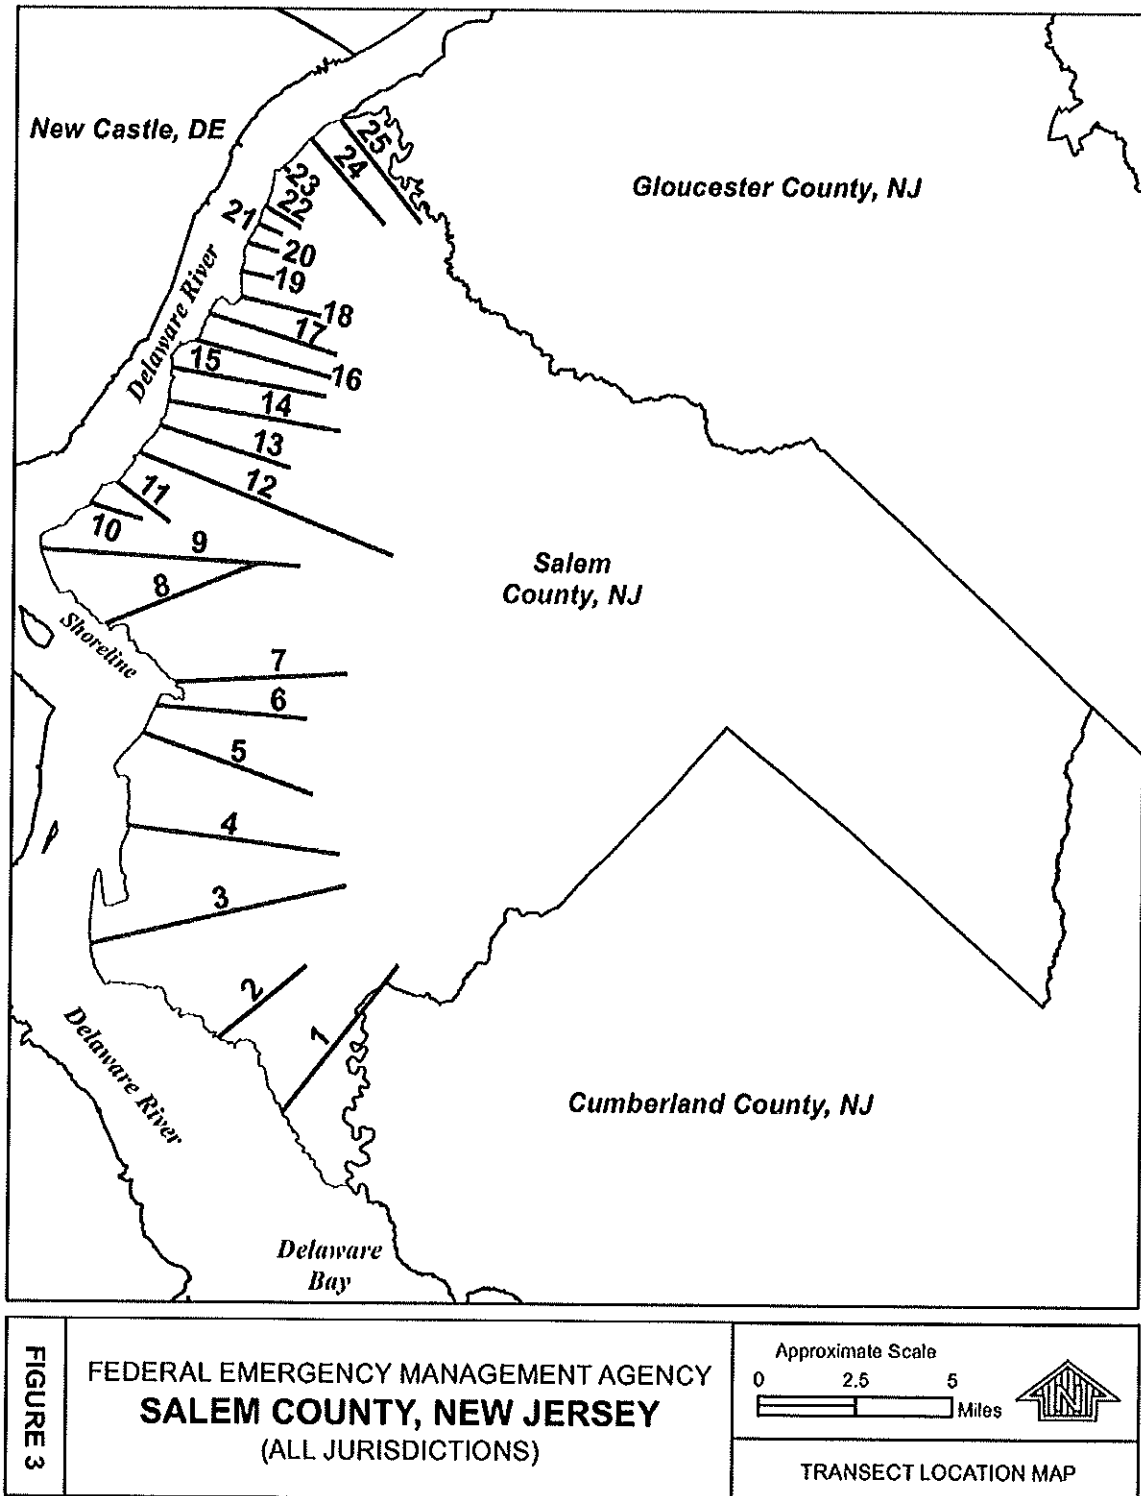 New Castle, DE
Gloucester County, NJ
25
24
23
22
21
20
19
18
17
16
15
14
13
12
11
10
9
8
7
6
5
4
3
2
1
Delaware River
Salem
County, NJ
Shoreline
Delaware River
Cumberland County, NJ
Delaware
Bay
FIGURE 3
FEDERAL EMERGENCY MANAGEMENT AGENCY
SALEM COUNTY, NEW JERSEY
(ALL JURISDICTIONS)
Approximate Scale
0 2.5 5
Miles
N
TRANSECT LOCATION MAP